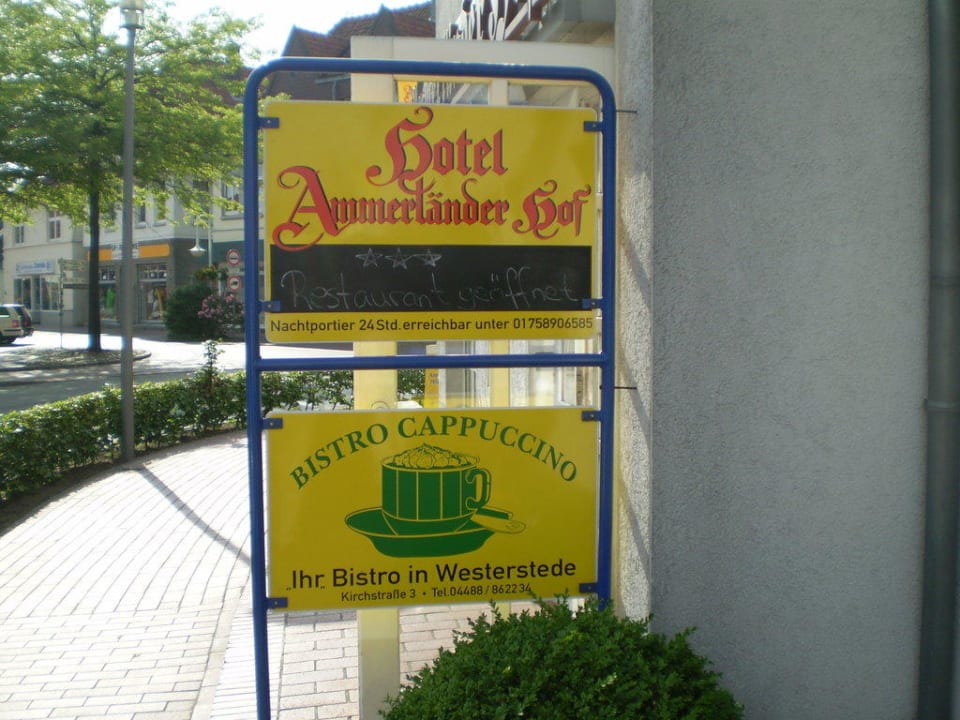 Hotel
Ammerländer Hof
Restaurant geöffnet
Nachtportier 24 Std. erreichbar unter 01758906585
BISTRO CAPPUCCINO
„Ihr„ Bistro in Westerstede
Kirchstraße 3 • Tel. 04488 / 862234